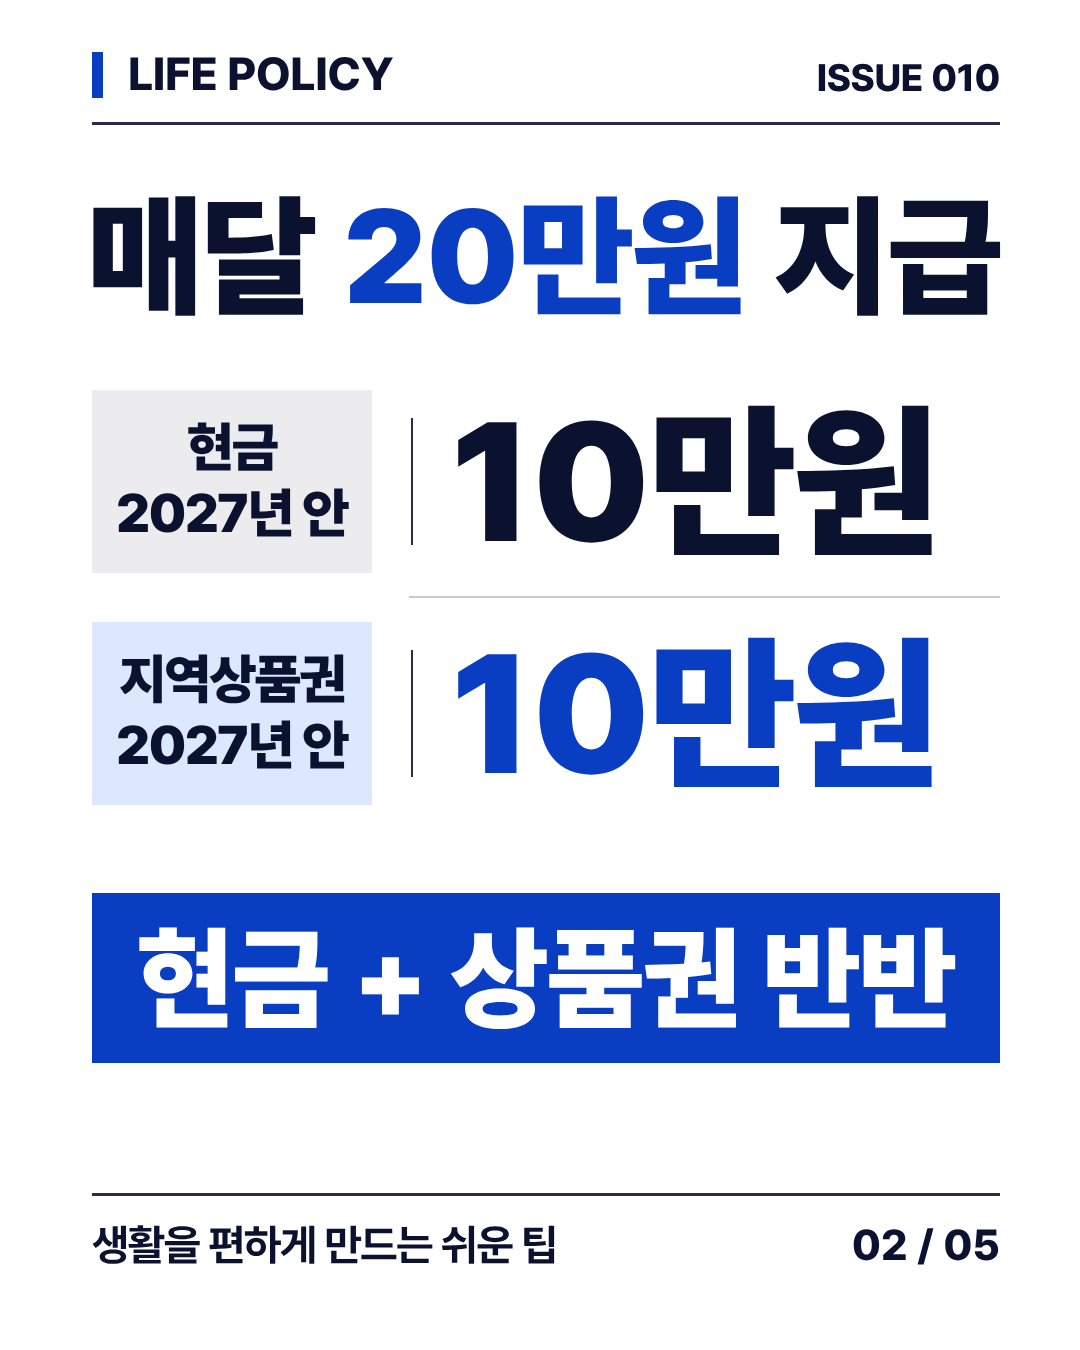 LIFE POLICY
ISSUE 010
매달 20만원 지급
현금
2027년 안
10만원
지역상품권
2027년 안
10만원
현금 + 상품권 반반
생활을 편하게 만드는 쉬운 팁
02 / 05